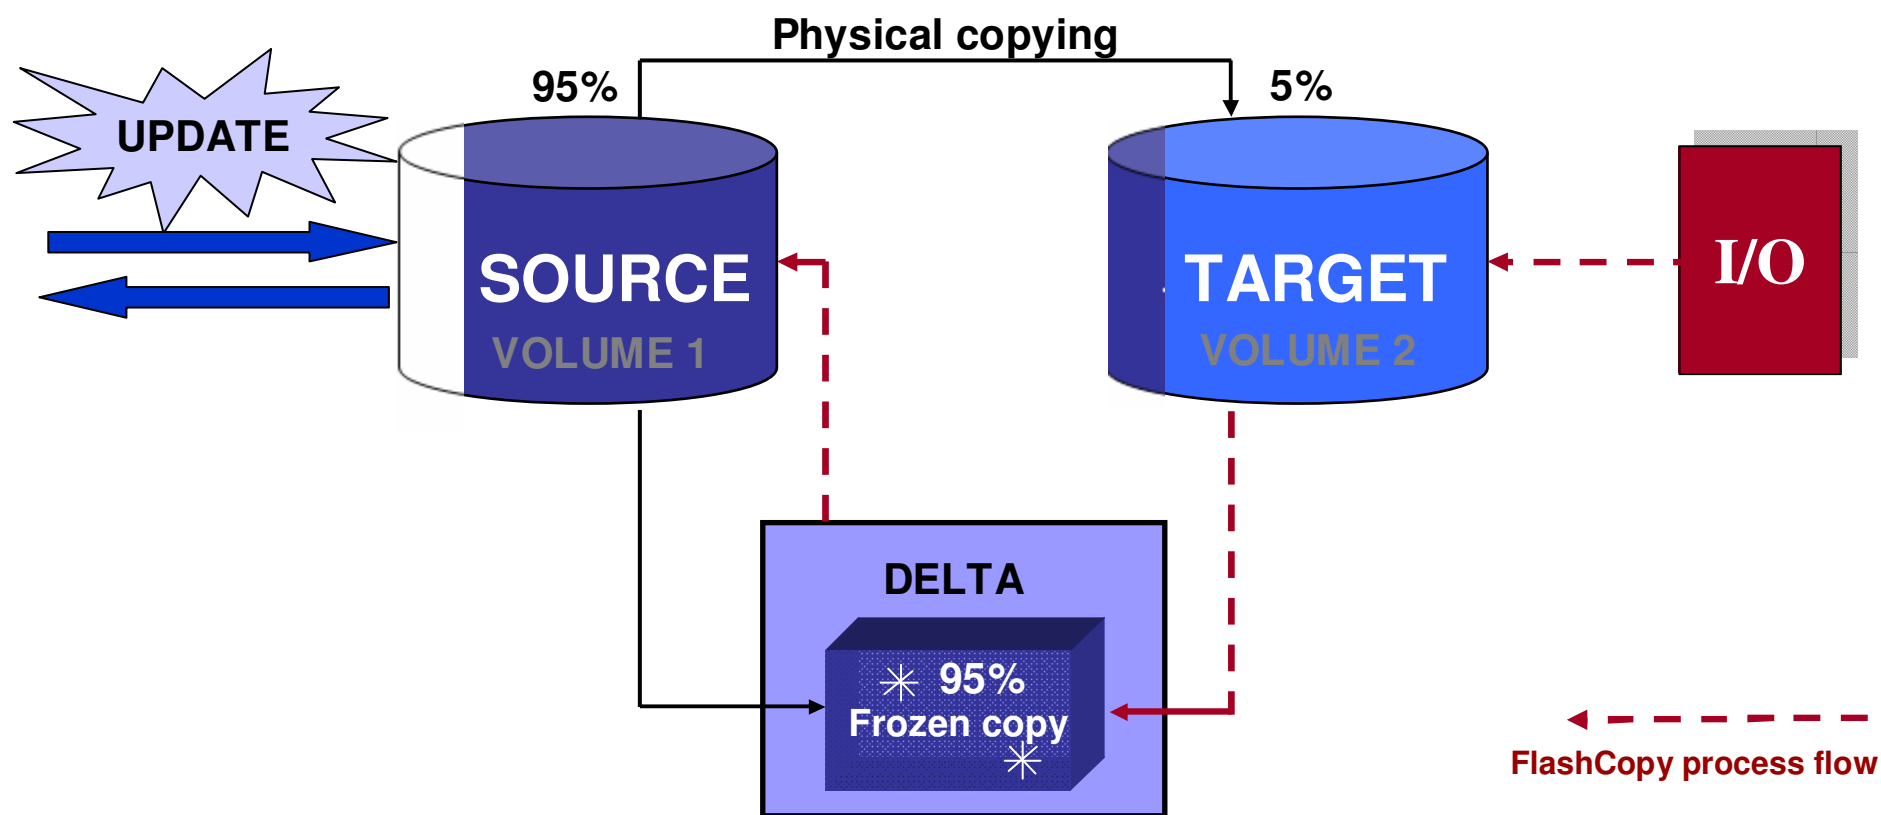 Physical copying
95%
5%
UPDATE
SOURCE
VOLUME 1
TARGET
VOLUME 2
I/O
DELTA
95%
Frozen copy
FlashCopy process flow